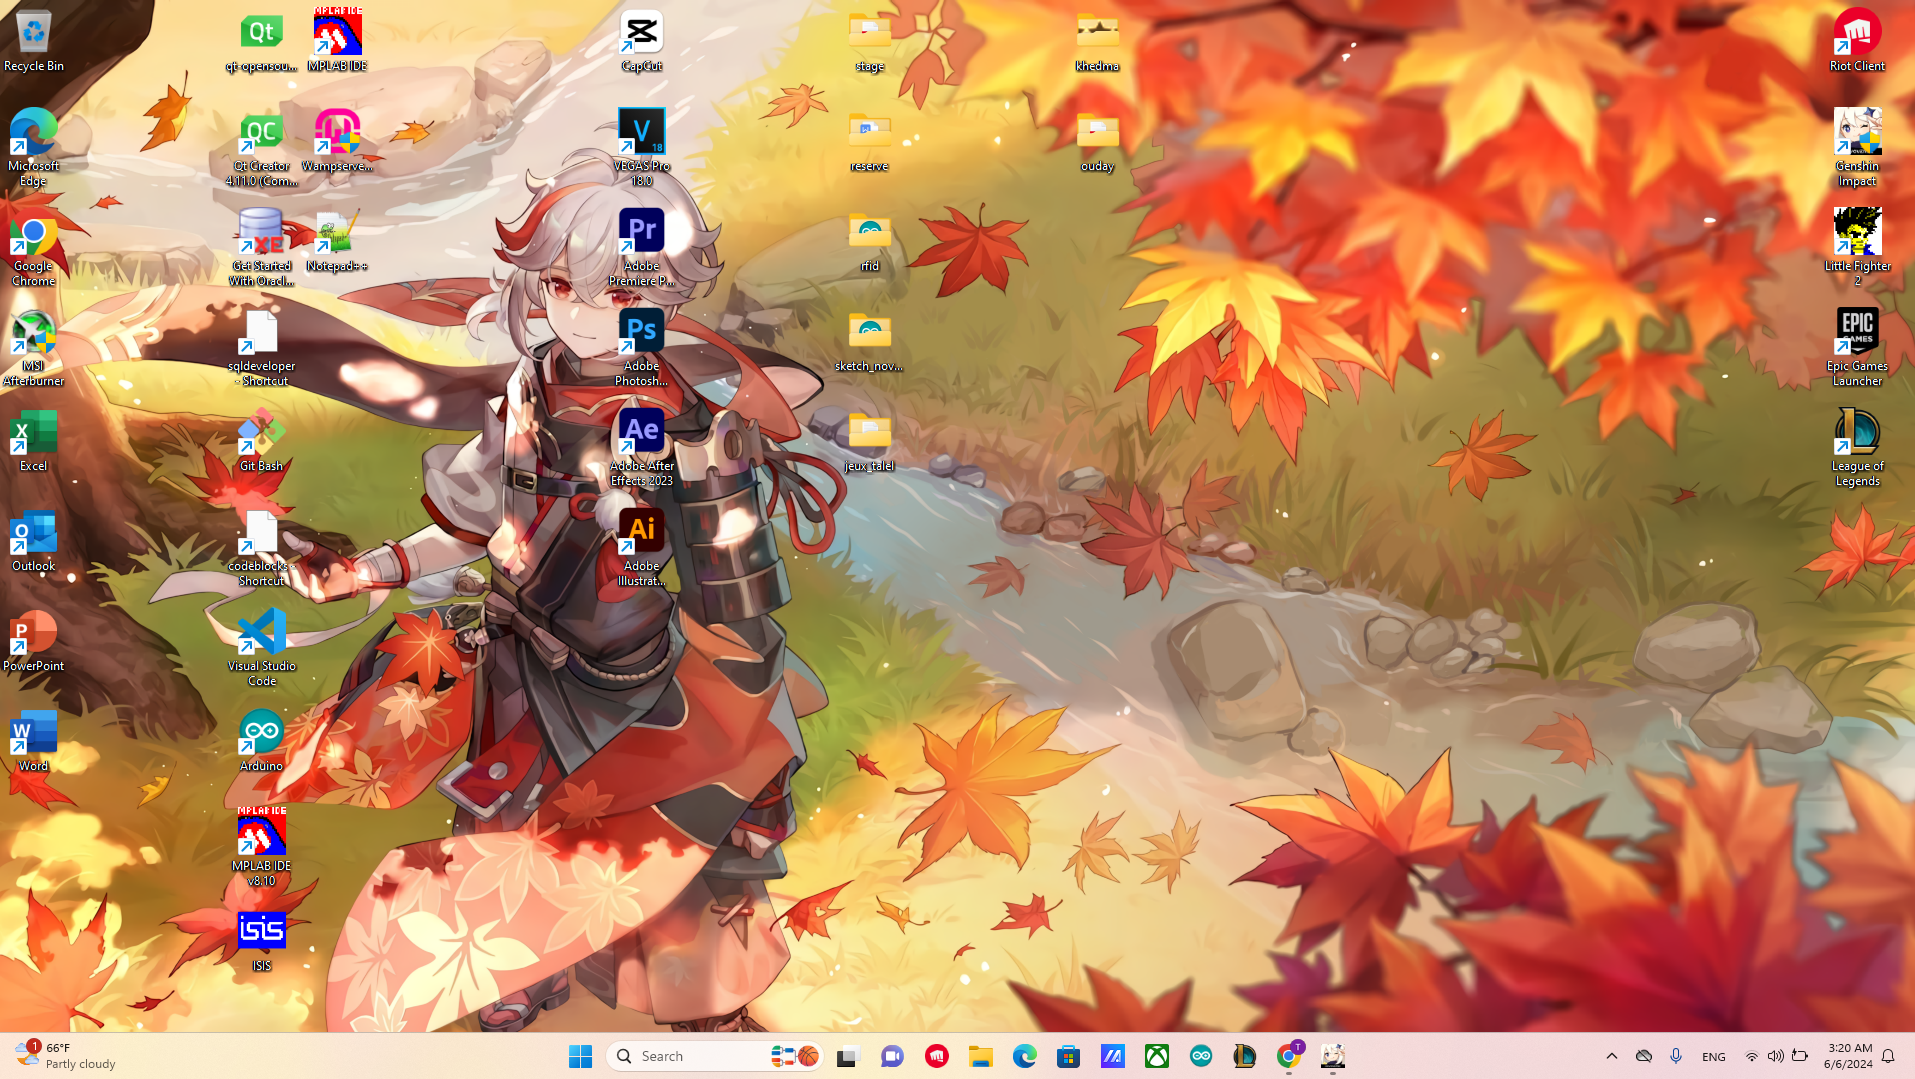 Recycle Bin
Microsoft
Edge
Google
Chrome
MSI
Afterburner
Excel
Outlook
PowerPoint
Word
qt-opensou...
Qt Creator
4.11.0 (Com...
Get Started
With Oracl...
sqldeveloper
- Shortcut
Git Bash
codeblocks -
Shortcut
Visual Studio
Code
Arduino
MPLAB IDE
v8.10
ISIS
MPLAB IDE
Wampserve...
Notepad++
CapCut
VEGAS Pro
18.0
Adobe
Premiere P...
Adobe
Photosh...
Adobe After
Effects 2023
Adobe
Illustrat...
stage
reserve
rfid
sketch_nov...
jeux_talel
khedma
ouday
Riot Client
Genshin
Impact
Little Fighter
2
EPIC
GAMES
Epic Games
Launcher
League of
Legends
1
66°F
Partly cloudy
Search
T
ENG
3:20 AM
6/6/2024